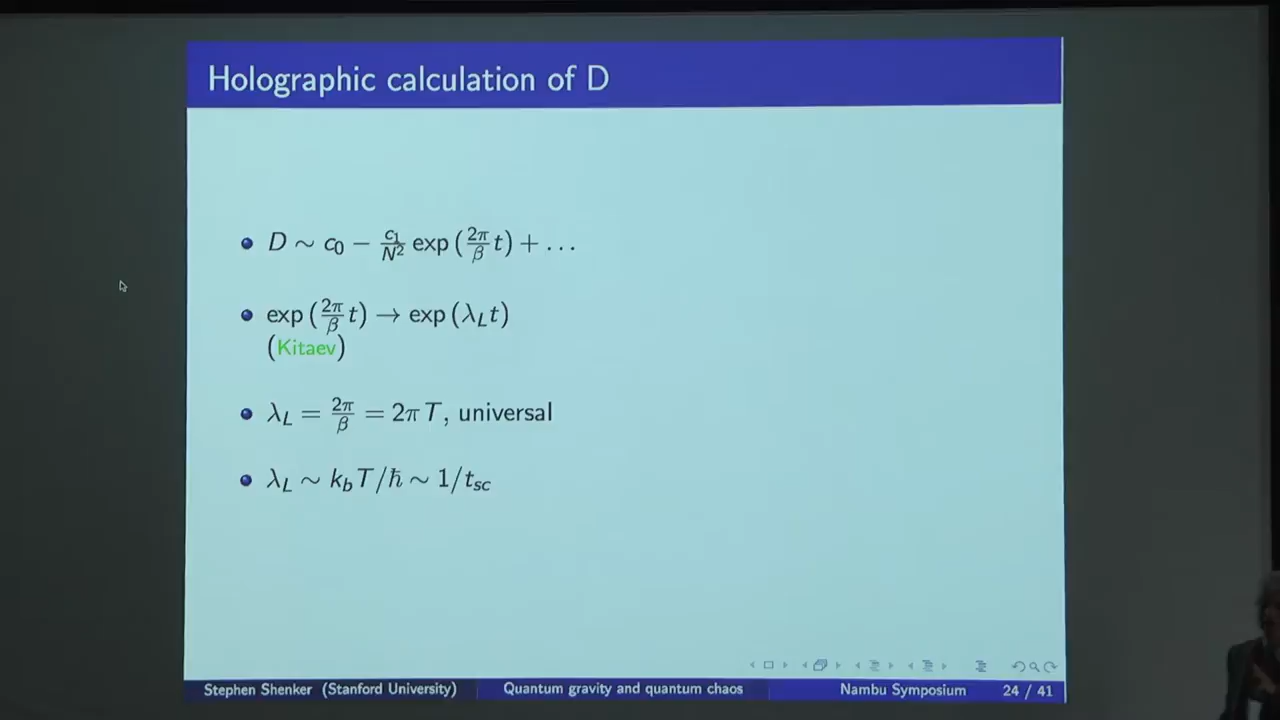 Holographic calculation of D
D ∼ c₀ − c₁/N² exp (2π/β t) + …
exp (2π/β t) → exp (λ_L t)
(Kitaev)
λ_L = 2π/β = 2π T, universal
λ_L ∼ k_b T/ħ ∼ 1/t_sc
Stephen Shenker (Stanford University) Quantum gravity and quantum chaos Nambu Symposium 24 / 41